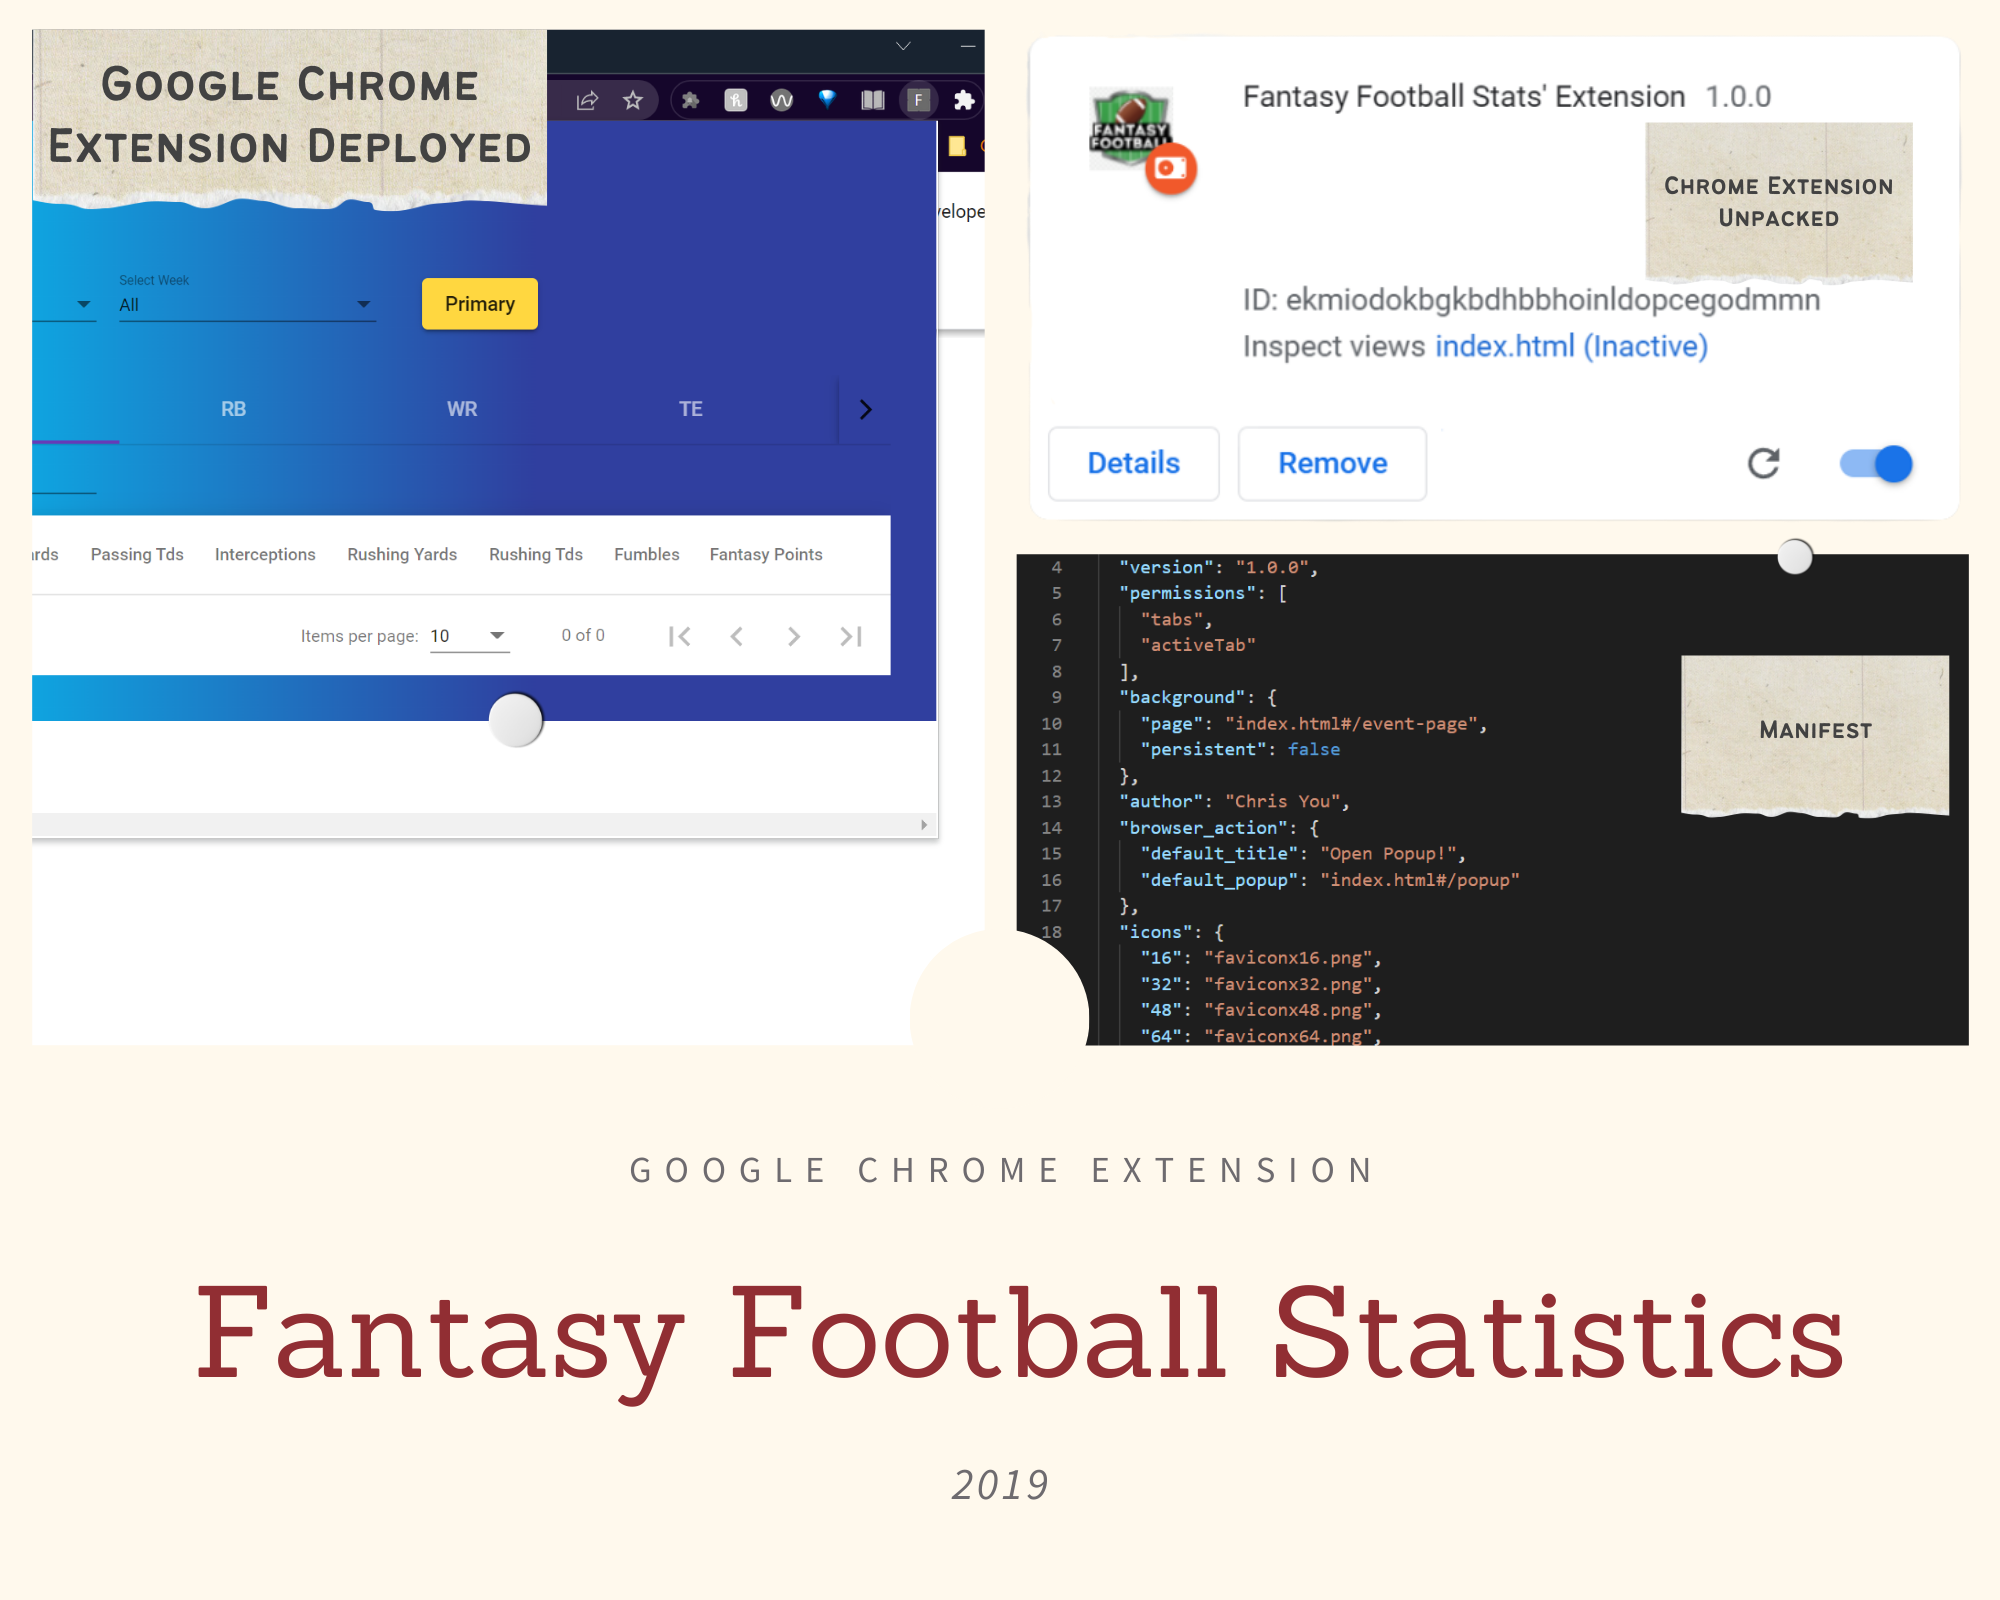 Google Chrome
Extension Deployed
F
velope
Select Week
All
Primary
RB WR TE
Passing Tds Interceptions Rushing Yards Rushing Tds Fumbles Fantasy Points
Items per page: 10 0 of 0
FANTASY
FOOTBALL
Fantasy Football Stats' Extension 1.0.0
Chrome Extension
Unpacked
ID: ekmiodokbgkbdhbbhoinldopcegodmmn
Inspect views index.html (Inactive)
Details Remove
4 "version": "1.0.0",
5 "permissions": [
6 "tabs",
7 "activeTab"
8 ],
9 "background": {
10 "page": "index.html#/event-page",
11 "persistent": false
12 },
13 "author": "Chris You",
14 "browser_action": {
15 "default_title": "Open Popup!",
16 "default_popup": "index.html#/popup"
17 },
18 "icons": {
"16": "faviconx16.png",
"32": "faviconx32.png",
"48": "faviconx48.png",
"64": "faviconx64.png",
Manifest
GOOGLE CHROME EXTENSION
Fantasy Football Statistics
2019